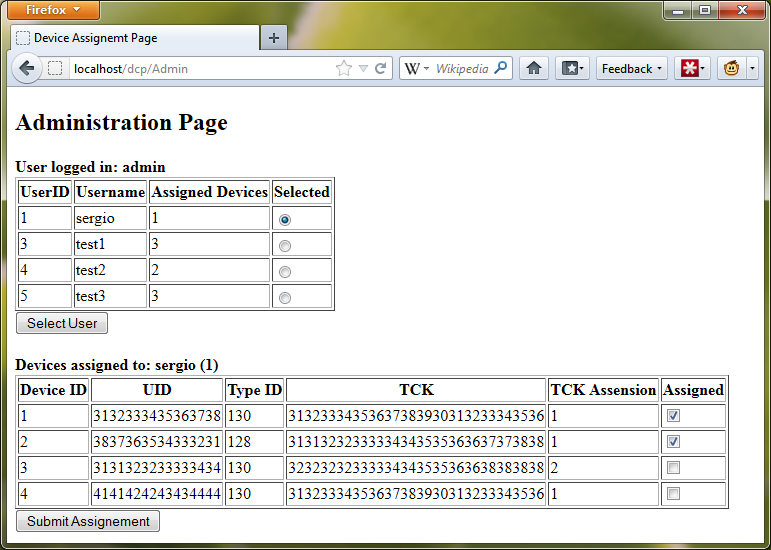 Firefox
Device Assignemt Page
localhost/dcp/Admin
W Wikipedia Feedback
Administration Page
User logged in: admin
UserID Username Assigned Devices Selected
1 sergio 1
3 test1 3
4 test2 2
5 test3 3
Select User
Devices assigned to: sergio (1)
Device ID UID Type ID TCK TCK Assension Assigned
1 3132333435363738 130 31323334353637383930313233343536 1
2 3837363534333231 128 31313232333334343535363637373838 1
3 3131323233333434 130 32323232333334343535363638383838 2
4 4141424243434444 130 31323334353637383930313233343536 1
Submit Assignement